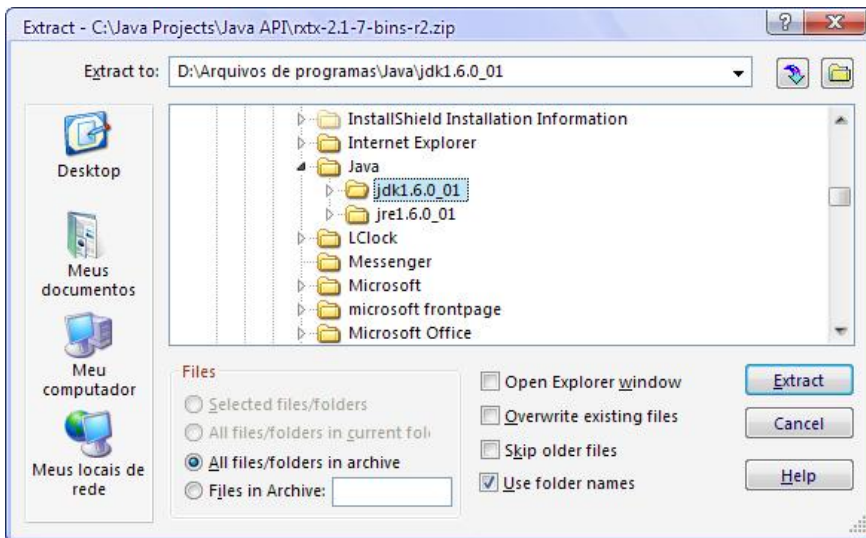 Extract - C:\Java Projects\Java API\rxtx-2.1-7-bins-r2.zip
Extract to:
D:\Arquivos de programas\Java\jdk1.6.0_01
Desktop
Meus
documentos
Meu
computador
Meus locais de
rede
InstallShield Installation Information
Internet Explorer
Java
jdk1.6.0_01
jre1.6.0_01
LClock
Messenger
Microsoft
microsoft frontpage
Microsoft Office
Files
Selected files/folders
All files/folders in current fol
All files/folders in archive
Files in Archive:
Open Explorer window
Overwrite existing files
Skip older files
Use folder names
Extract
Cancel
Help